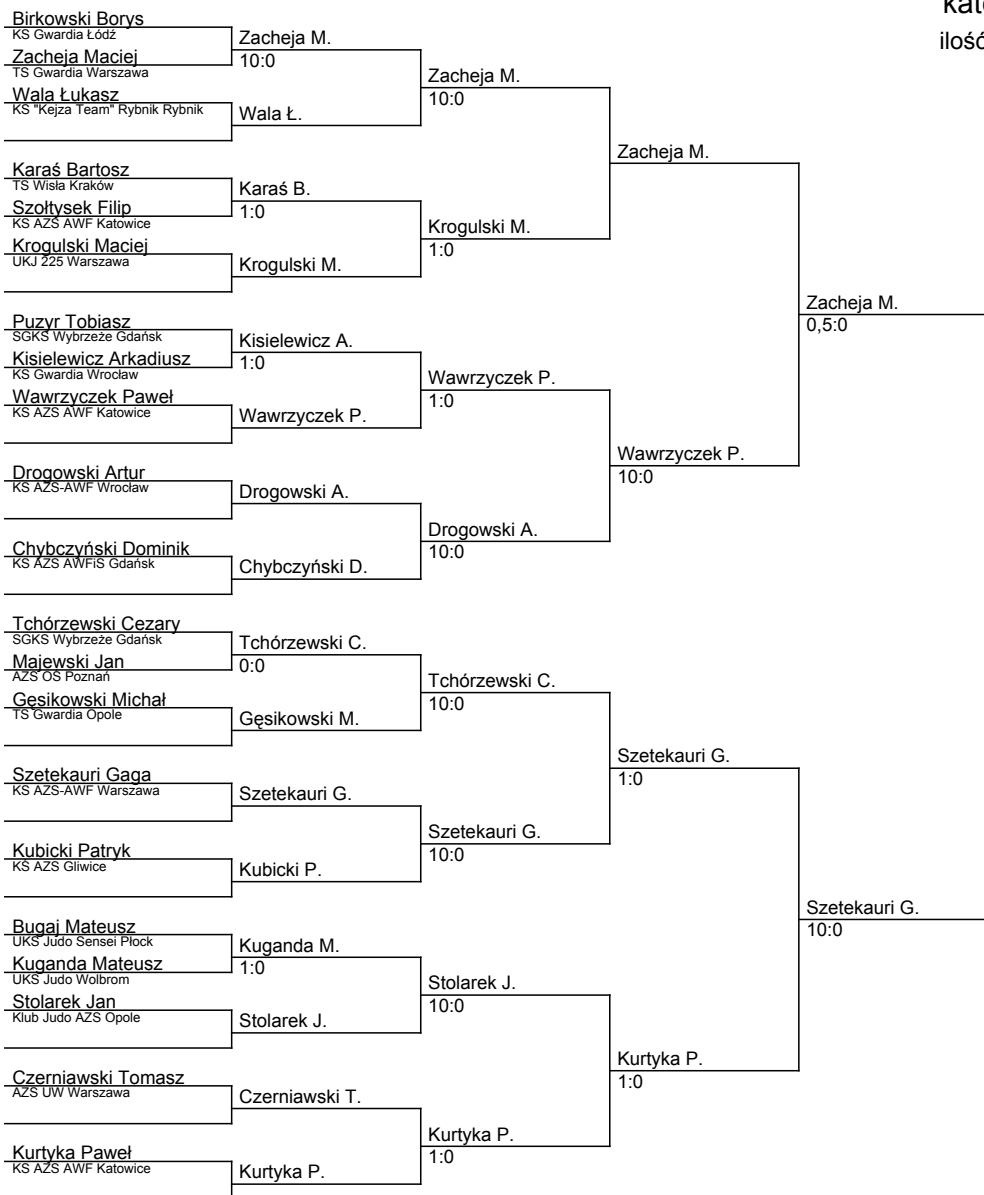 kate
ilość
Birkowski Borys
KS Gwardia Łódź
Zacheja Maciej
TS Gwardia Warszawa
Wala Łukasz
KS "Kejza Team" Rybnik Rybnik
Karaś Bartosz
TS Wisła Kraków
Szołtysek Filip
KS AZS AWF Katowice
Krogulski Maciej
UKJ 225 Warszawa
Puzyr Tobiasz
SGKS Wybrzeże Gdańsk
Kisielewicz Arkadiusz
KS Gwardia Wrocław
Wawrzyczek Paweł
KS AZS AWF Katowice
Drogowski Artur
KS AZS-AWF Wrocław
Chybczyński Dominik
KS AZS AWFiS Gdańsk
Tchórzewski Cezary
SGKS Wybrzeże Gdańsk
Majewski Jan
AZS OŚ Poznań
Gęsikowski Michał
TS Gwardia Opole
Szetekauri Gaga
KS AZS-AWF Warszawa
Kubicki Patryk
KS AZS Gliwice
Bugaj Mateusz
UKS Judo Sensei Płock
Kuganda Mateusz
UKS Judo Wolbrom
Stolarek Jan
Klub Judo AZS Opole
Czerniawski Tomasz
AZS UW Warszawa
Kurtyka Paweł
KS AZS AWF Katowice
Zacheja M.
10:0
Wala Ł.
Karaś B.
1:0
Krogulski M.
Kisielewicz A.
1:0
Wawrzyczek P.
Drogowski A.
Chybczyński D.
Tchórzewski C.
0:0
Gęsikowski M.
Szetekauri G.
Kubicki P.
Kuganda M.
1:0
Stolarek J.
Czerniawski T.
Kurtyka P.
Zacheja M.
10:0
Krogulski M.
1:0
Wawrzyczek P.
1:0
Drogowski A.
10:0
Tchórzewski C.
10:0
Szetekauri G.
10:0
Stolarek J.
10:0
Kurtyka P.
1:0
Zacheja M.
Wawrzyczek P.
10:0
Szetekauri G.
1:0
Kurtyka P.
1:0
Zacheja M.
0,5:0
Szetekauri G.
10:0